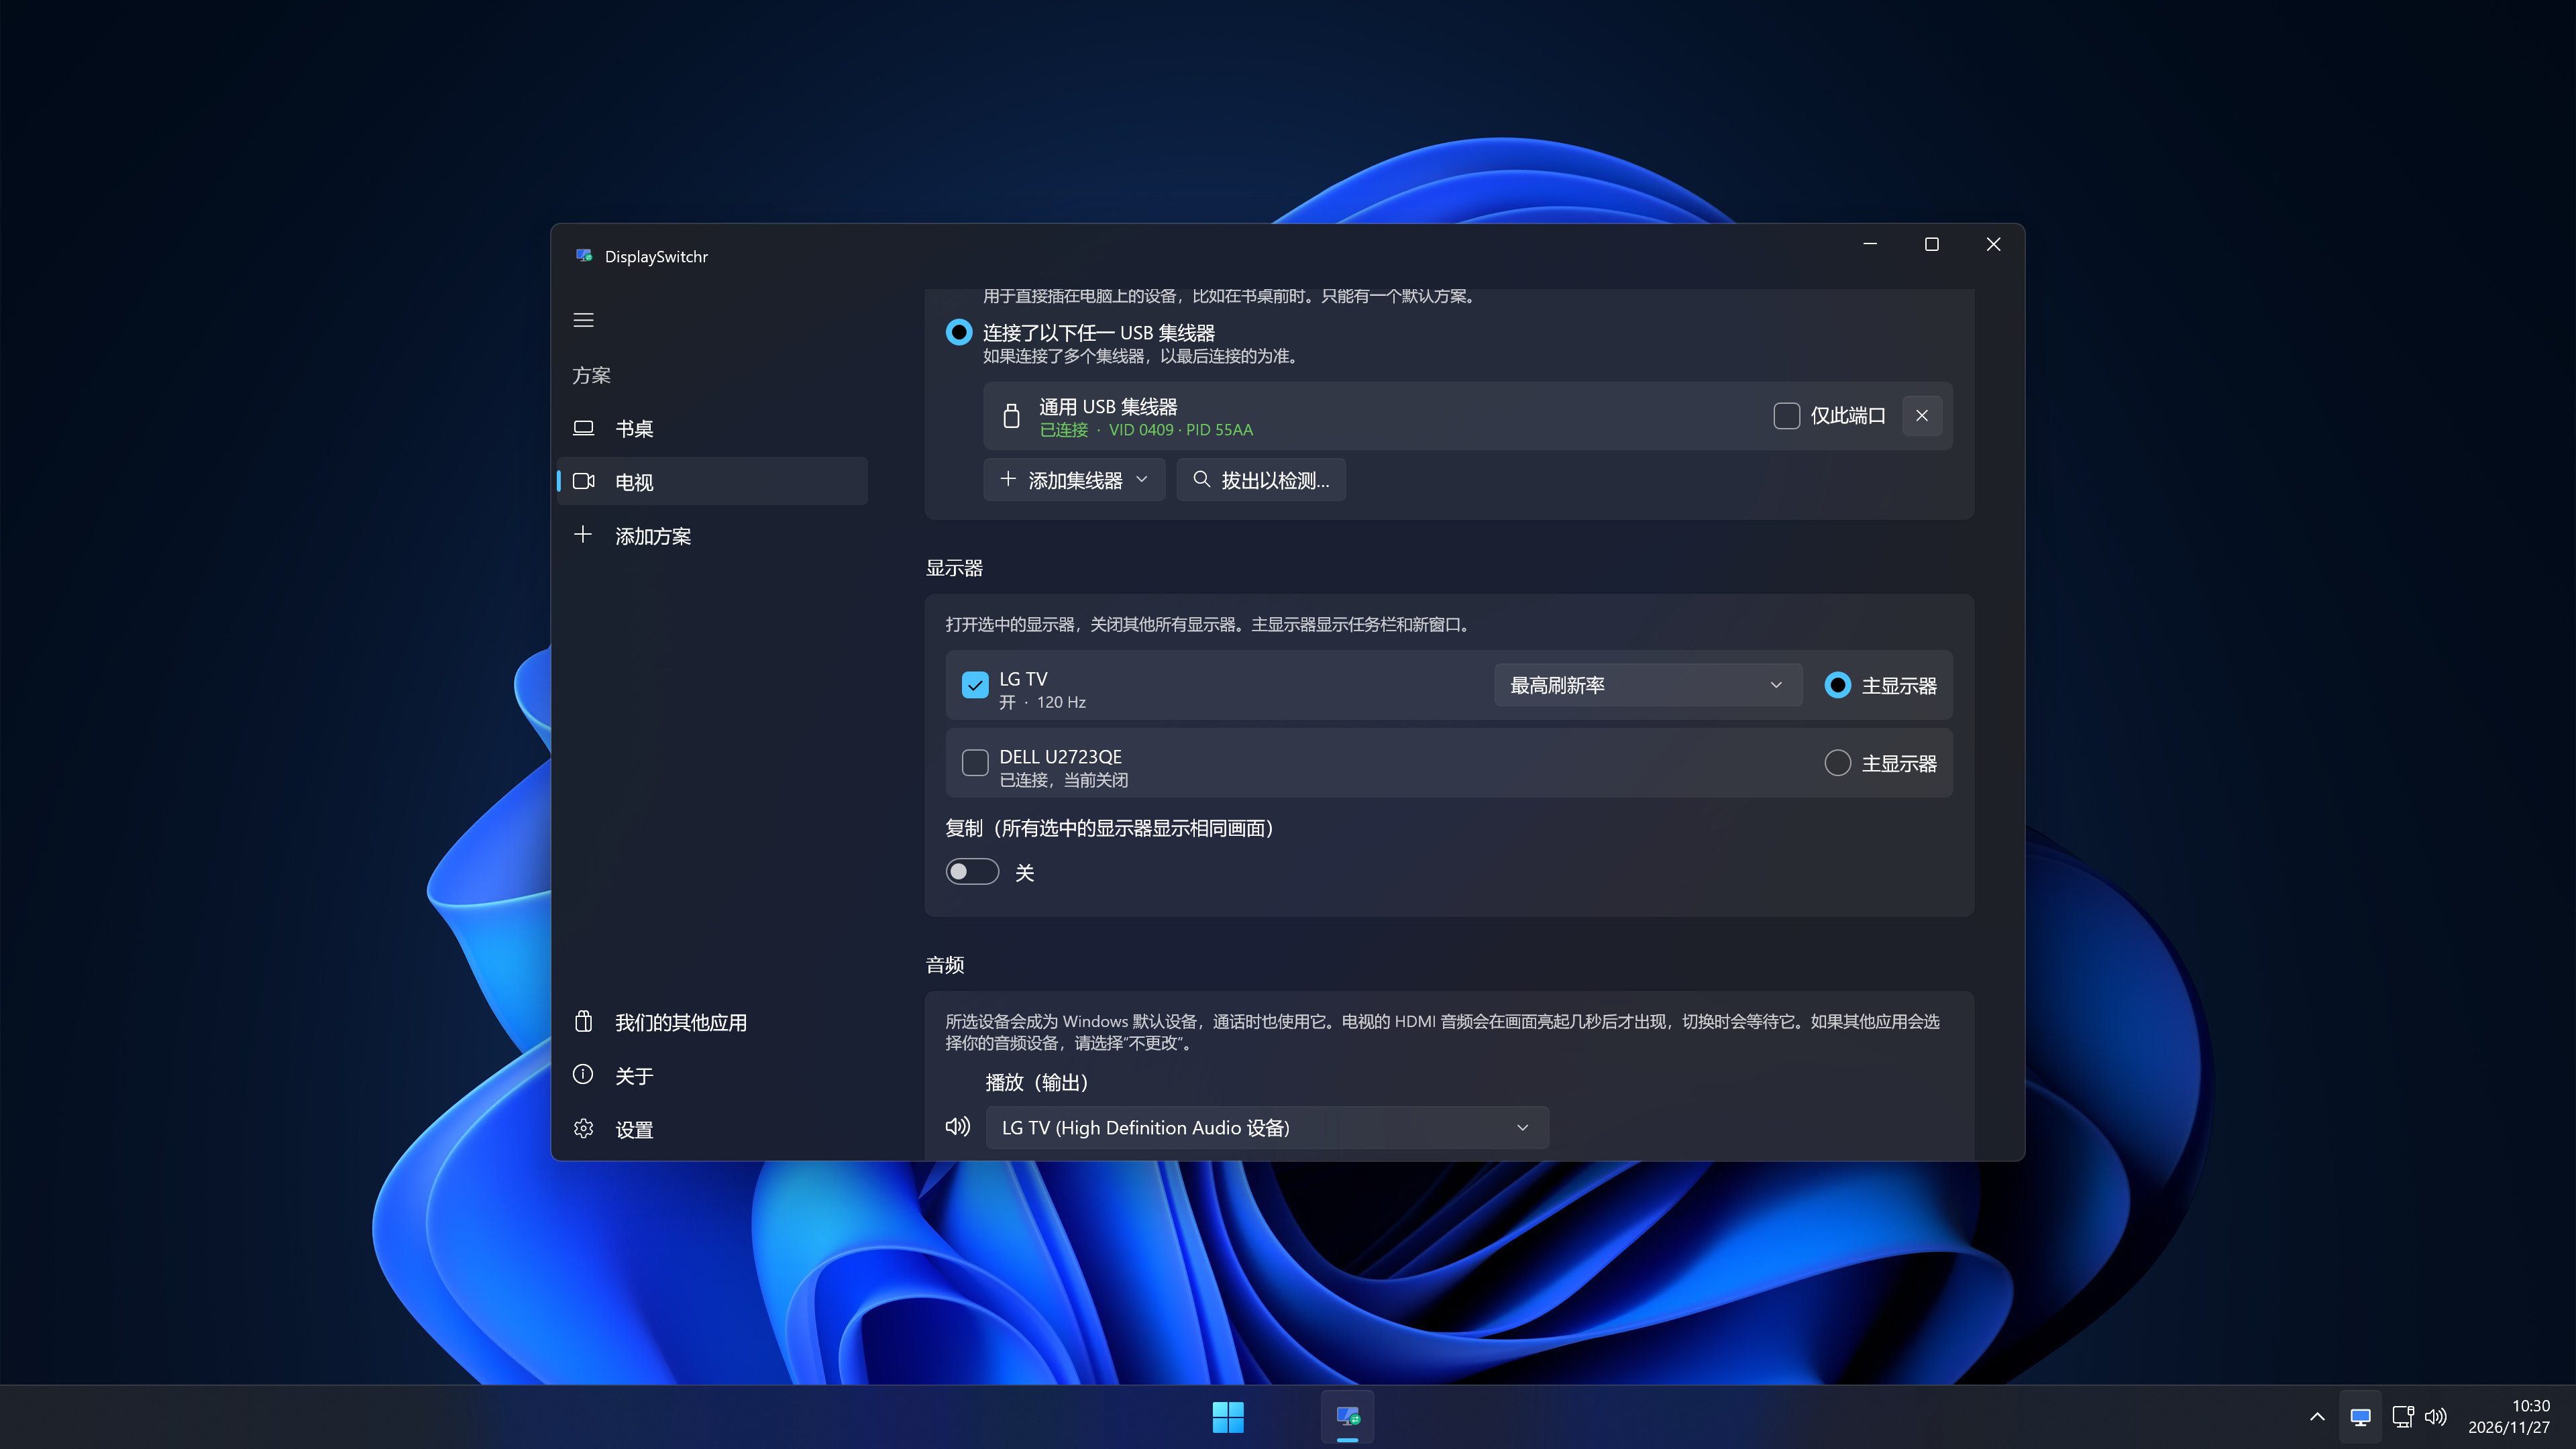 DisplaySwitchr
方案
书桌
电视
添加方案
我们的其他应用
关于
设置
用于直接插在电脑上的设备，比如在书桌前时。只能有一个默认方案。
连接了以下任一 USB 集线器
如果连接了多个集线器，以最后连接的为准。
通用 USB 集线器
已连接 · VID 0409 · PID 55AA
仅此端口
添加集线器
拔出以检测...
显示器
打开选中的显示器，关闭其他所有显示器。主显示器显示任务栏和新窗口。
LG TV
开 · 120 Hz
最高刷新率
主显示器
DELL U2723QE
已连接，当前关闭
主显示器
复制（所有选中的显示器显示相同画面）
关
音频
所选设备会成为 Windows 默认设备，通话时也使用它。电视的 HDMI 音频会在画面亮起几秒后才出现，切换时会等待它。如果其他应用会选
择你的音频设备，请选择“不更改”。
播放（输出）
LG TV (High Definition Audio 设备)
10:30
2026/11/27